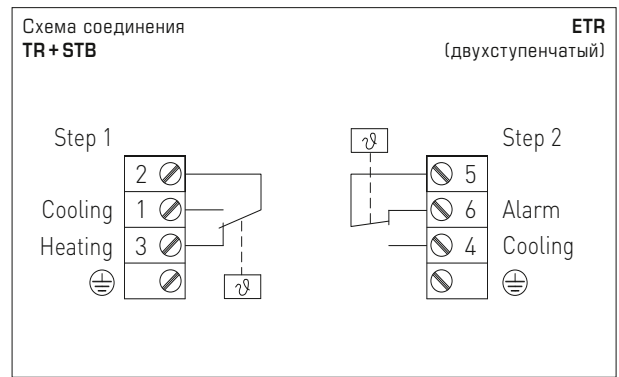 Схема соединения
TR+STB
ETR
(двухступенчатый)
Step 1
2
Cooling 1
Heating 3
ϑ
ϑ
Step 2
5
6 Alarm
4 Cooling